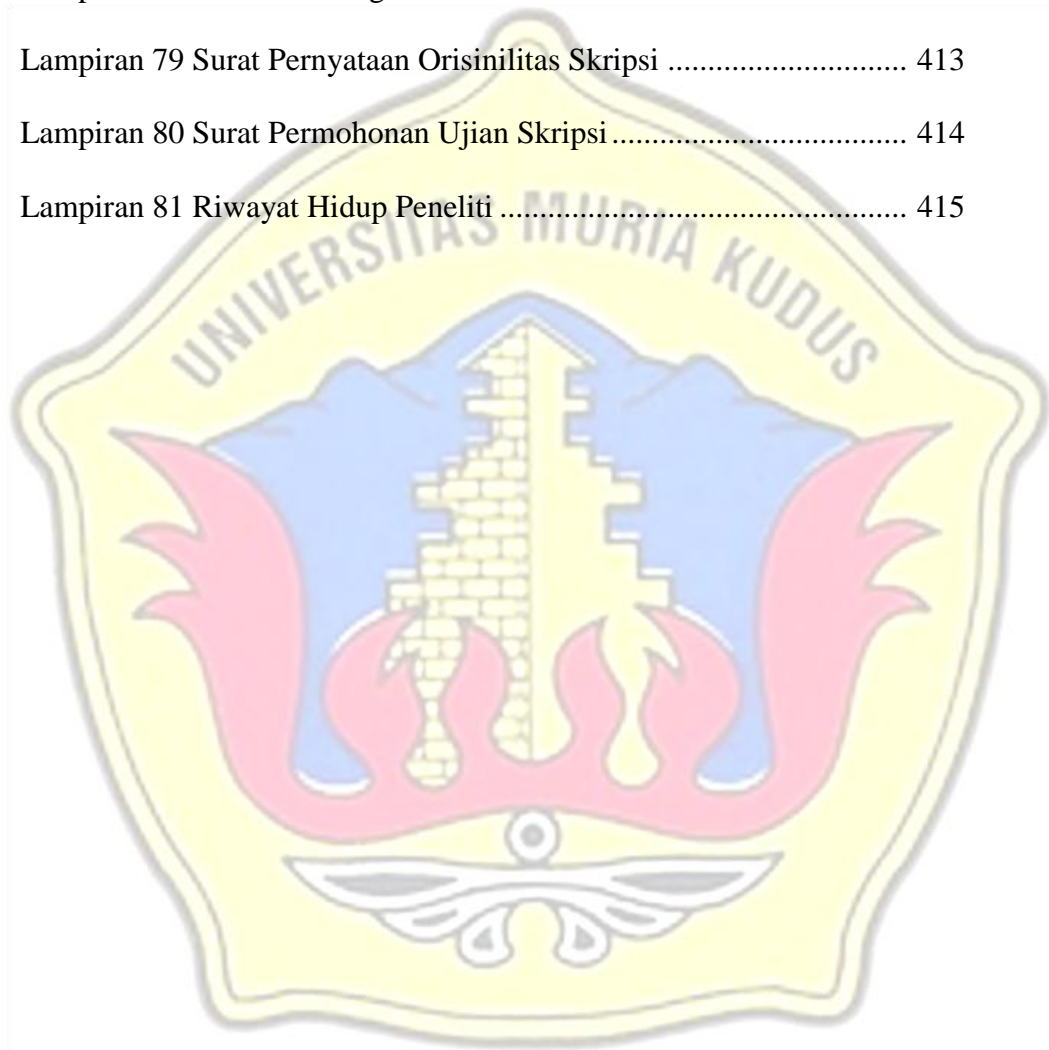 Lampiran 79 Surat Pernyataan Orisinilitas Skripsi .............................. 413
Lampiran 80 Surat Permohonan Ujian Skripsi ..................................... 414
Lampiran 81 Riwayat Hidup Peneliti ................................................... 415
UNIVERSITAS MURIA KUDUS